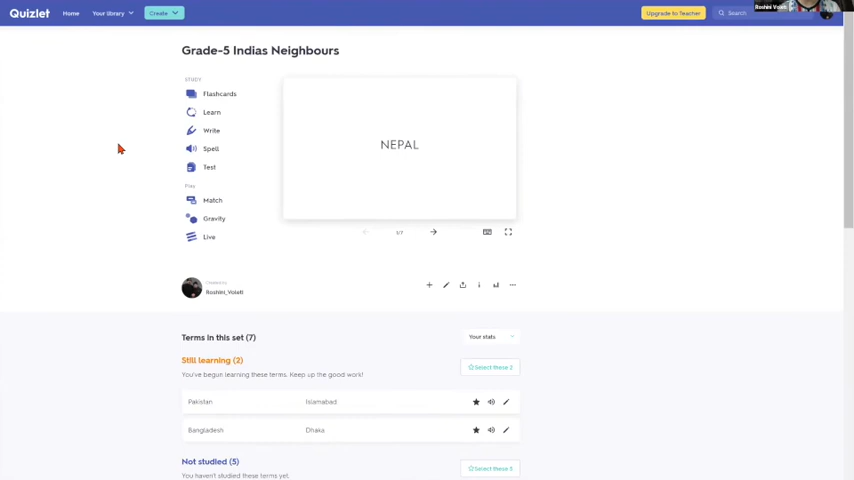 Quizlet
Home
Your library
Create
Upgrade to Teacher
Search
Roshini Voleti
Grade-5 Indias Neighbours
STUDY
Flashcards
Learn
Write
Spell
Test
Play
Match
Gravity
Live
NEPAL
1/7
Roshini_Voleti
Terms in this set (7)
Your stats
Still learning (2)
You've begun learning these terms. Keep up the good work!
Select these 2
Pakistan Islamabad
Bangladesh Dhaka
Not studied (5)
You haven't studied these terms yet.
Select these 5